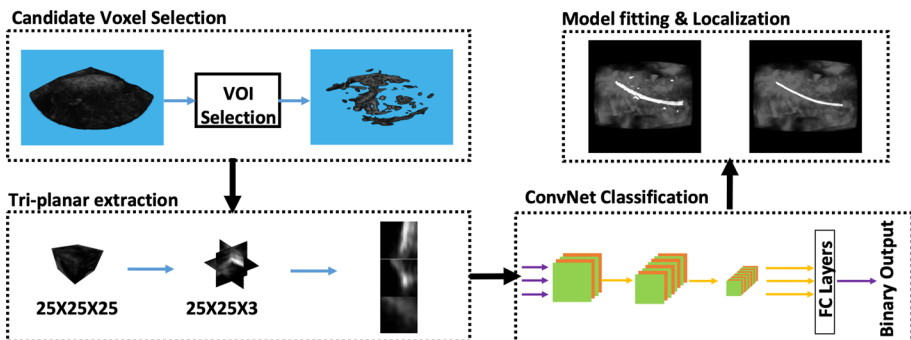 Candidate Voxel Selection
VOI
Selection
Model fitting & Localization
Tri-planar extraction
25X25X25
25X25X3
ConvNet Classification
FC Layers
Binary Output